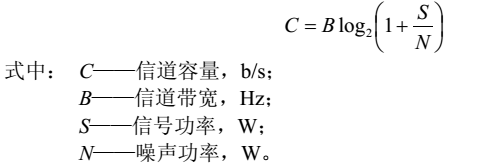 C = B log₂(1 + S/N)
式中： C——信道容量，b/s；
B——信道带宽，Hz；
S——信号功率，W；
N——噪声功率，W。